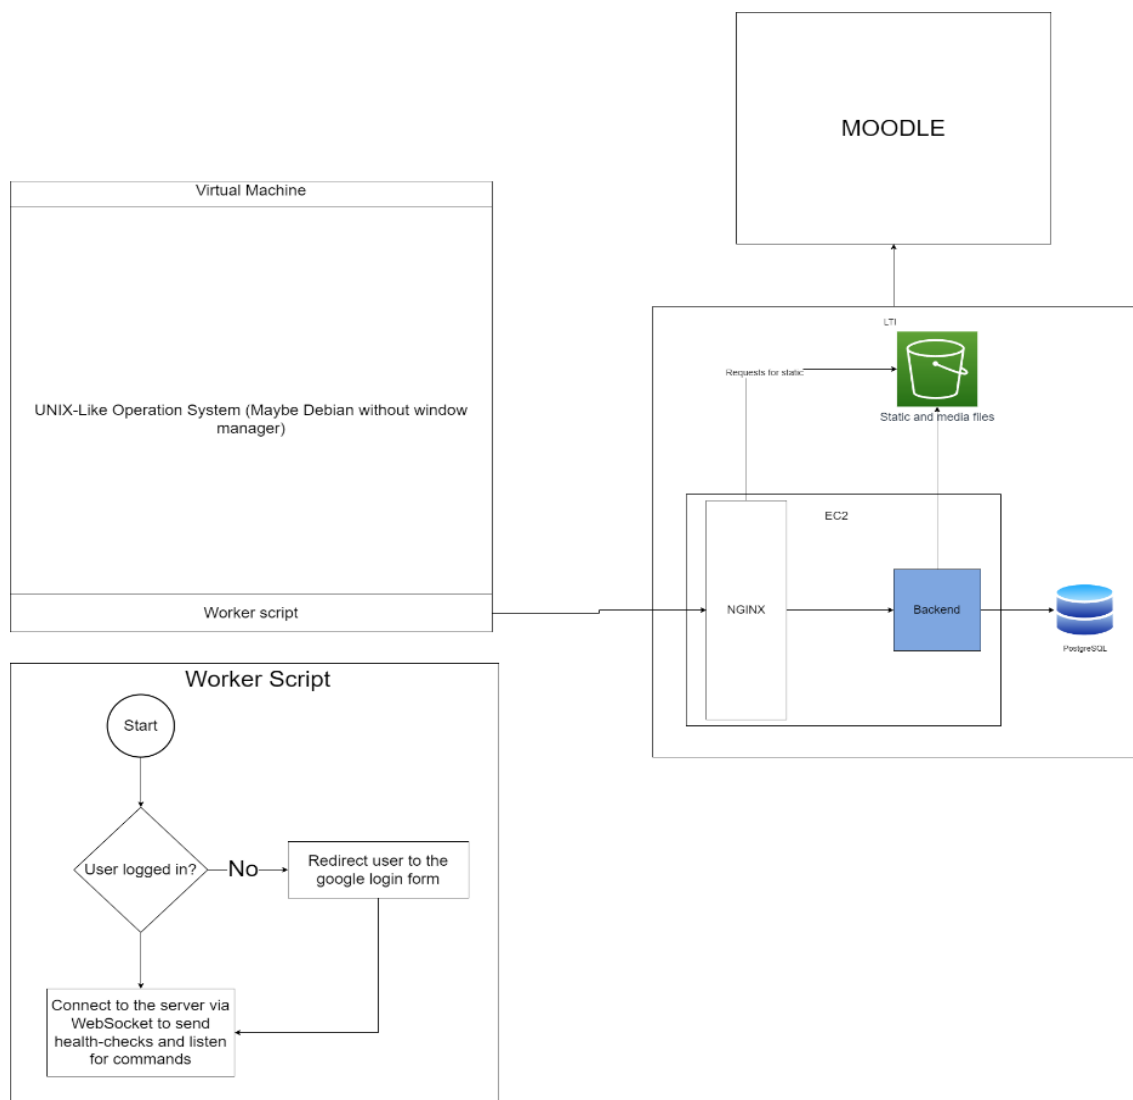 MOODLE
Virtual Machine
UNIX-Like Operation System (Maybe Debian without window
manager)
Worker script
LTI
Requests for static
Static and media files
EC2
NGINX
Backend
PostgreSQL
Worker Script
Start
User logged in?
No
Redirect user to the
google login form
Connect to the server via
WebSocket to send
health-checks and listen
for commands